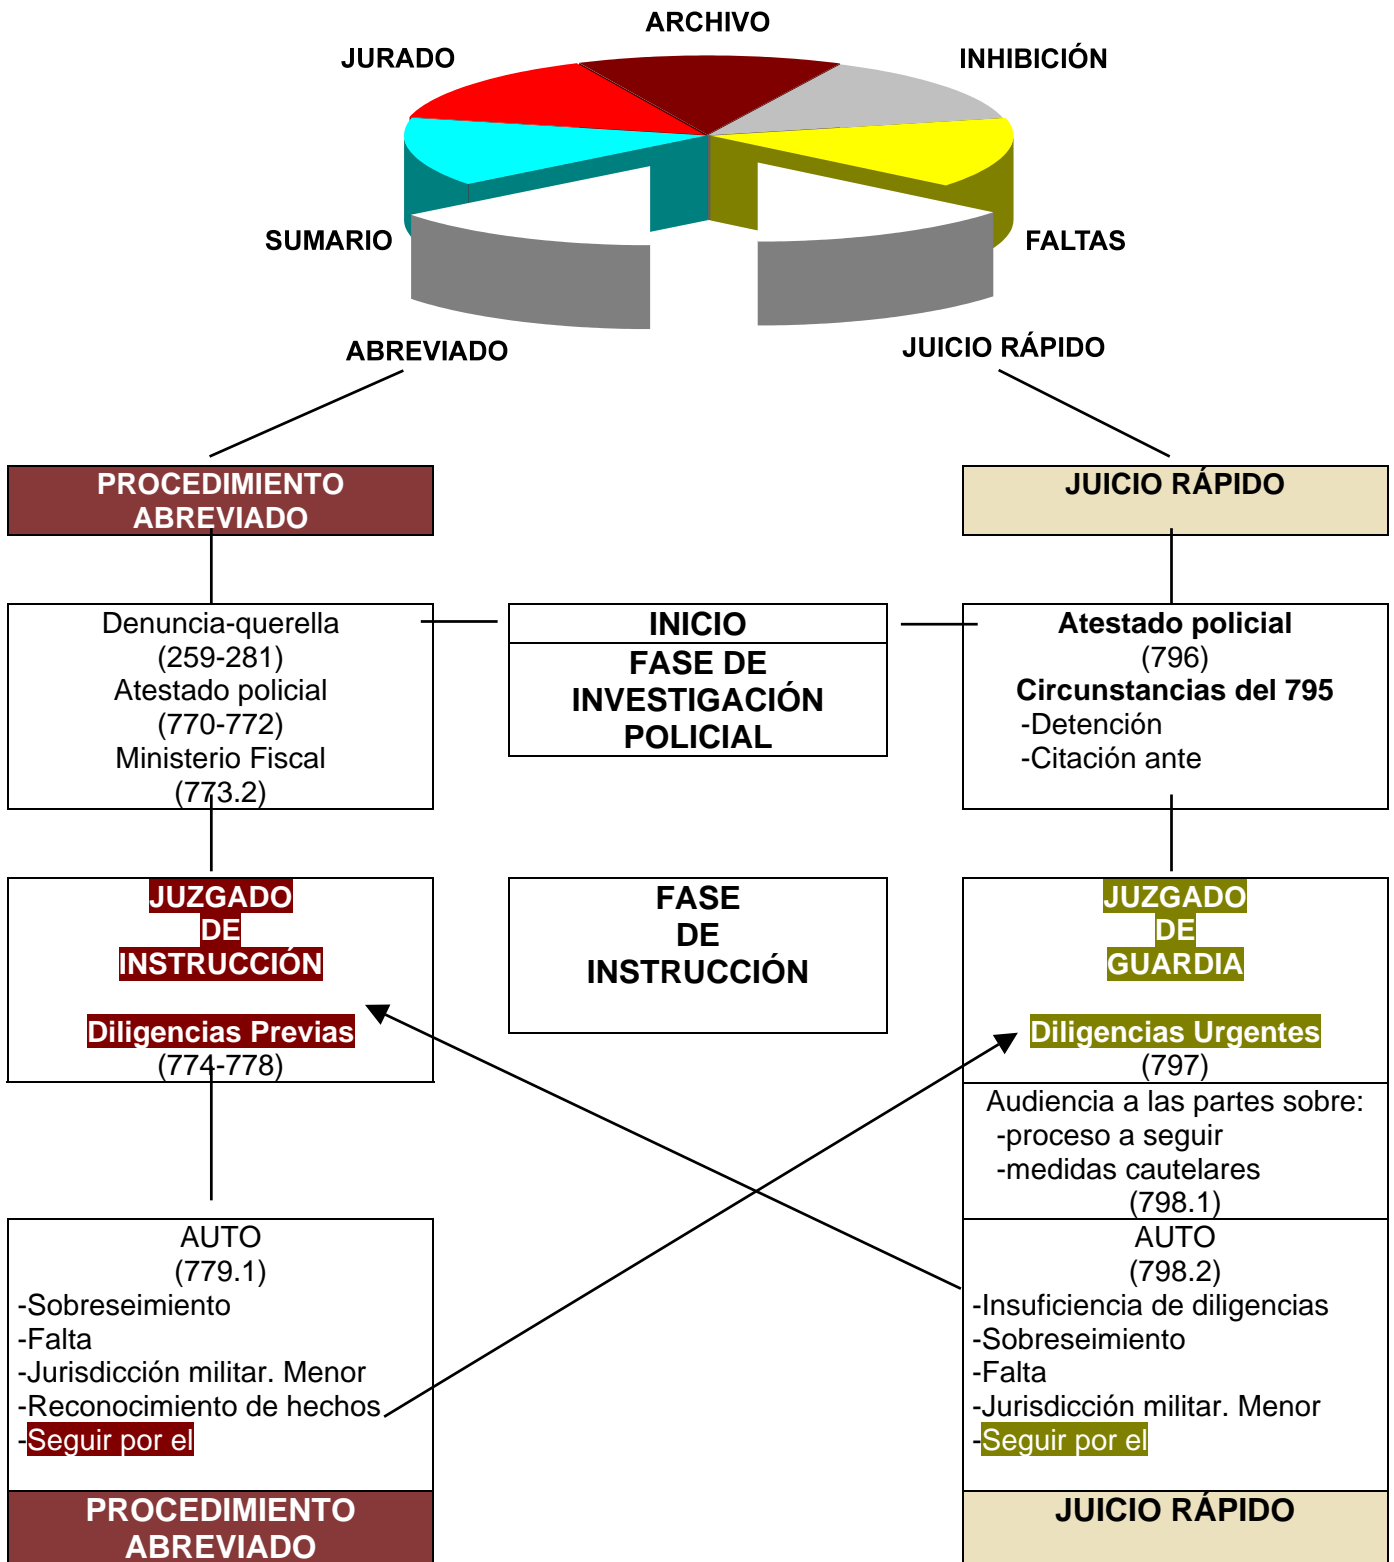 ARCHIVO
JURADO
INHIBICIÓN
SUMARIO
FALTAS
ABREVIADO
JUICIO RÁPIDO
PROCEDIMIENTO
ABREVIADO
JUICIO RÁPIDO
Denuncia-querella
(259-281)
Atestado policial
(770-772)
Ministerio Fiscal
(773.2)
INICIO
FASE DE
INVESTIGACIÓN
POLICIAL
Atestado policial
(796)
Circunstancias del 795
-Detención
-Citación ante
JUZGADO
DE
INSTRUCCIÓN
Diligencias Previas
(774-778)
FASE
DE
INSTRUCCIÓN
JUZGADO
DE
GUARDIA
Diligencias Urgentes
(797)
Audiencia a las partes sobre:
-proceso a seguir
-medidas cautelares
(798.1)
AUTO
(779.1)
-Sobreseimiento
-Falta
-Jurisdicción militar. Menor
-Reconocimiento de hechos
-Seguir por el
PROCEDIMIENTO
ABREVIADO
AUTO
(798.2)
-Insuficiencia de diligencias
-Sobreseimiento
-Falta
-Jurisdicción militar. Menor
-Seguir por el
JUICIO RÁPIDO